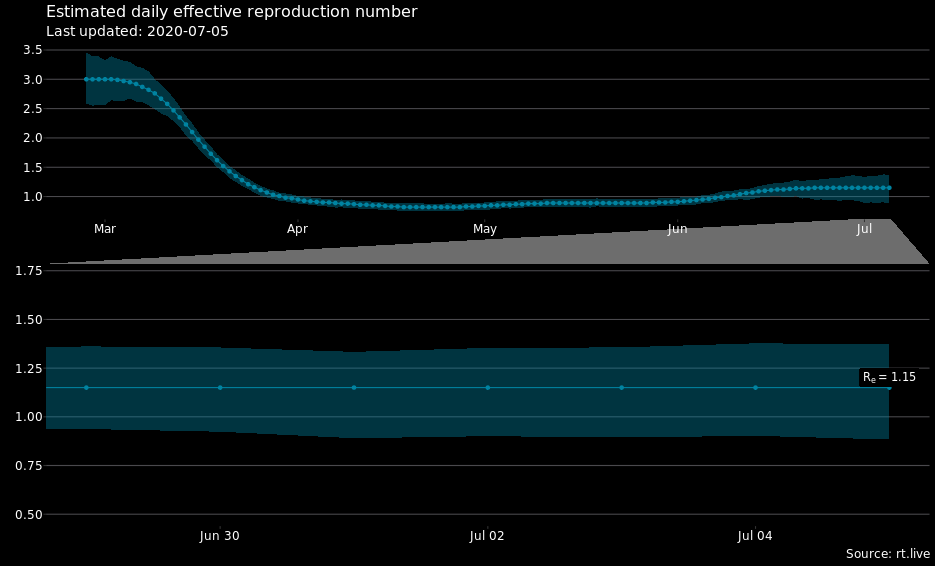 Estimated daily effective reproduction number
Last updated: 2020-07-05
3.5
3.0
2.5
2.0
1.5
1.0
Mar Apr May Jun Jul
1.75
1.50
1.25
Re = 1.15
1.00
0.75
0.50
Jun 30 Jul 02 Jul 04
Source: rt.live